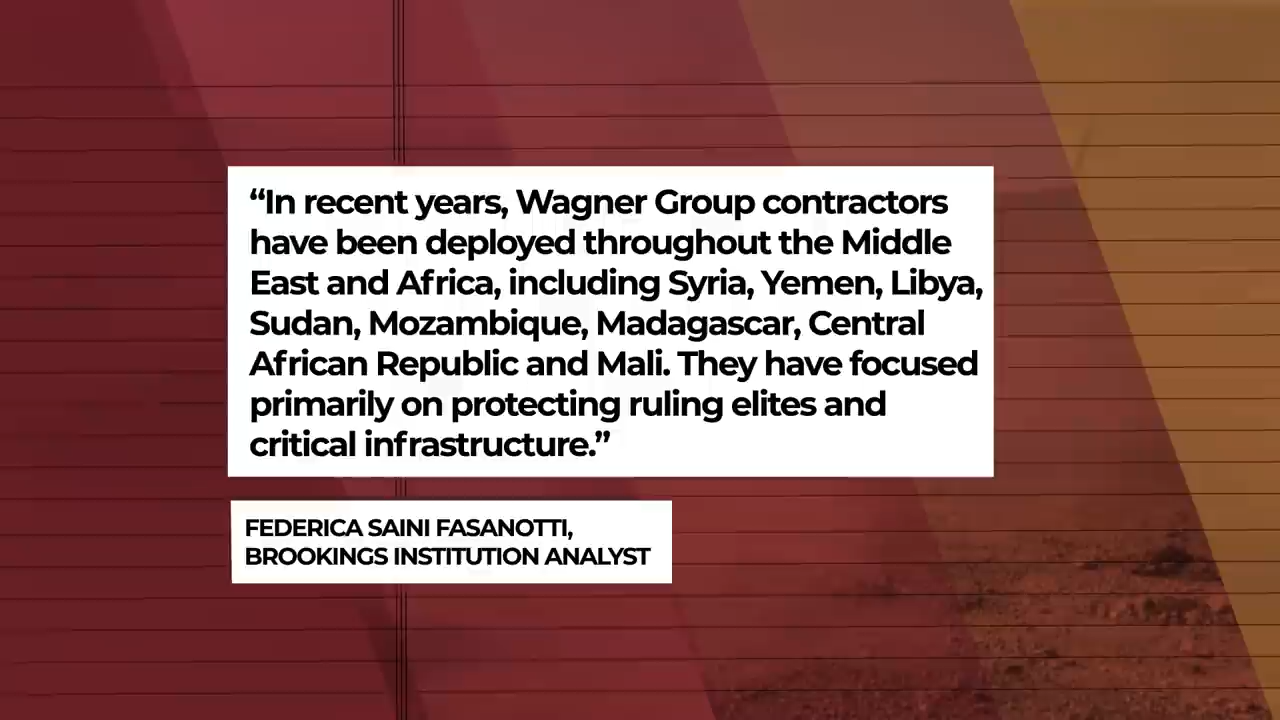 “In recent years, Wagner Group contractors
have been deployed throughout the Middle
East and Africa, including Syria, Yemen, Libya,
Sudan, Mozambique, Madagascar, Central
African Republic and Mali. They have focused
primarily on protecting ruling elites and
critical infrastructure.”
FEDERICA SAINI FASANOTTI,
BROOKINGS INSTITUTION ANALYST